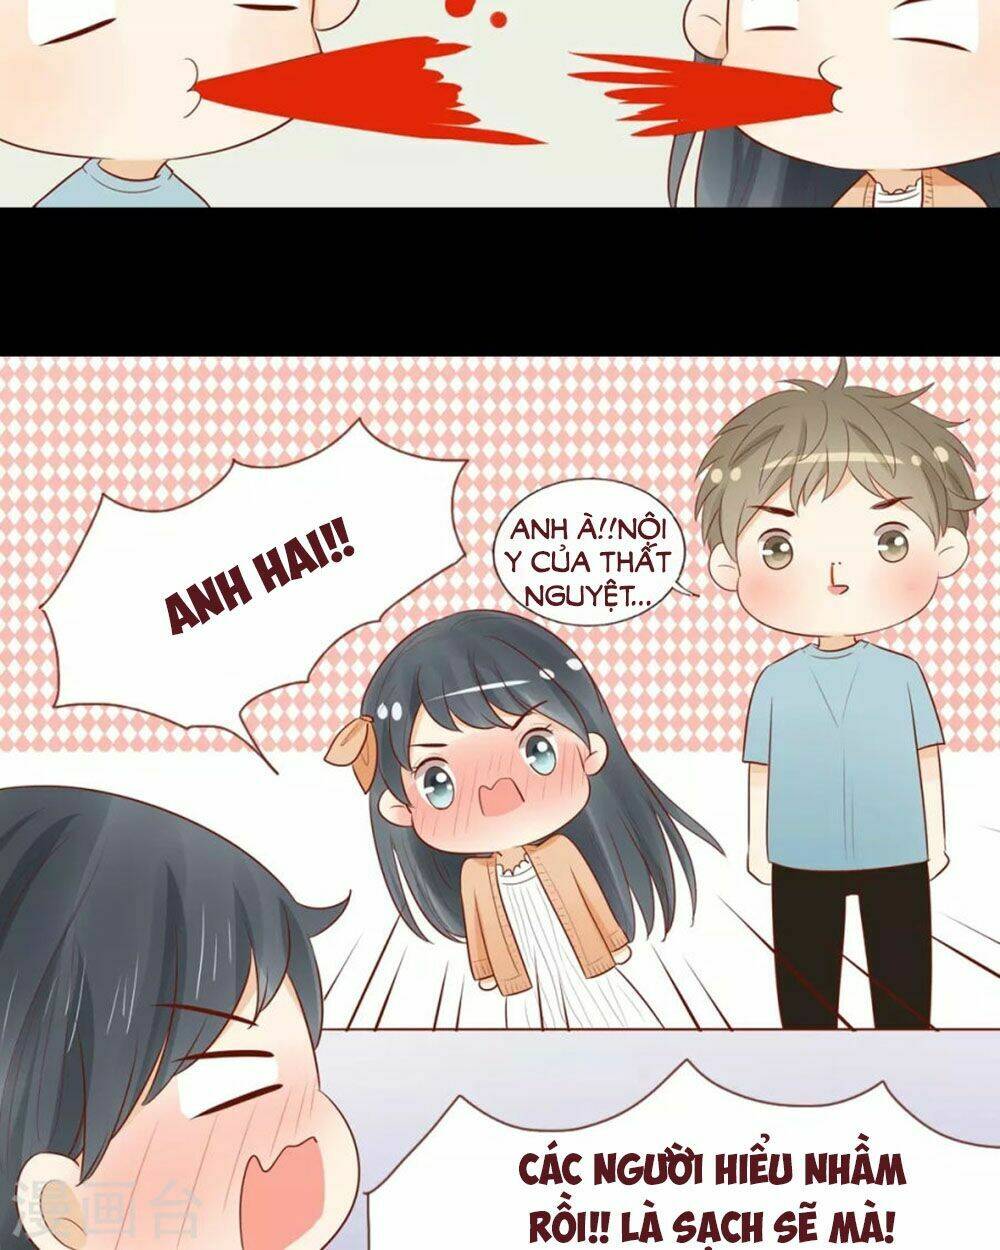 ANH HAI!!
ANH À!!NỘI
Y CỦA THẤT
NGUYỆT...
CÁC NGƯỜI HIỂU NHẦM
RỒI!! LÀ SẠCH SẼ MÀ!
漫画台